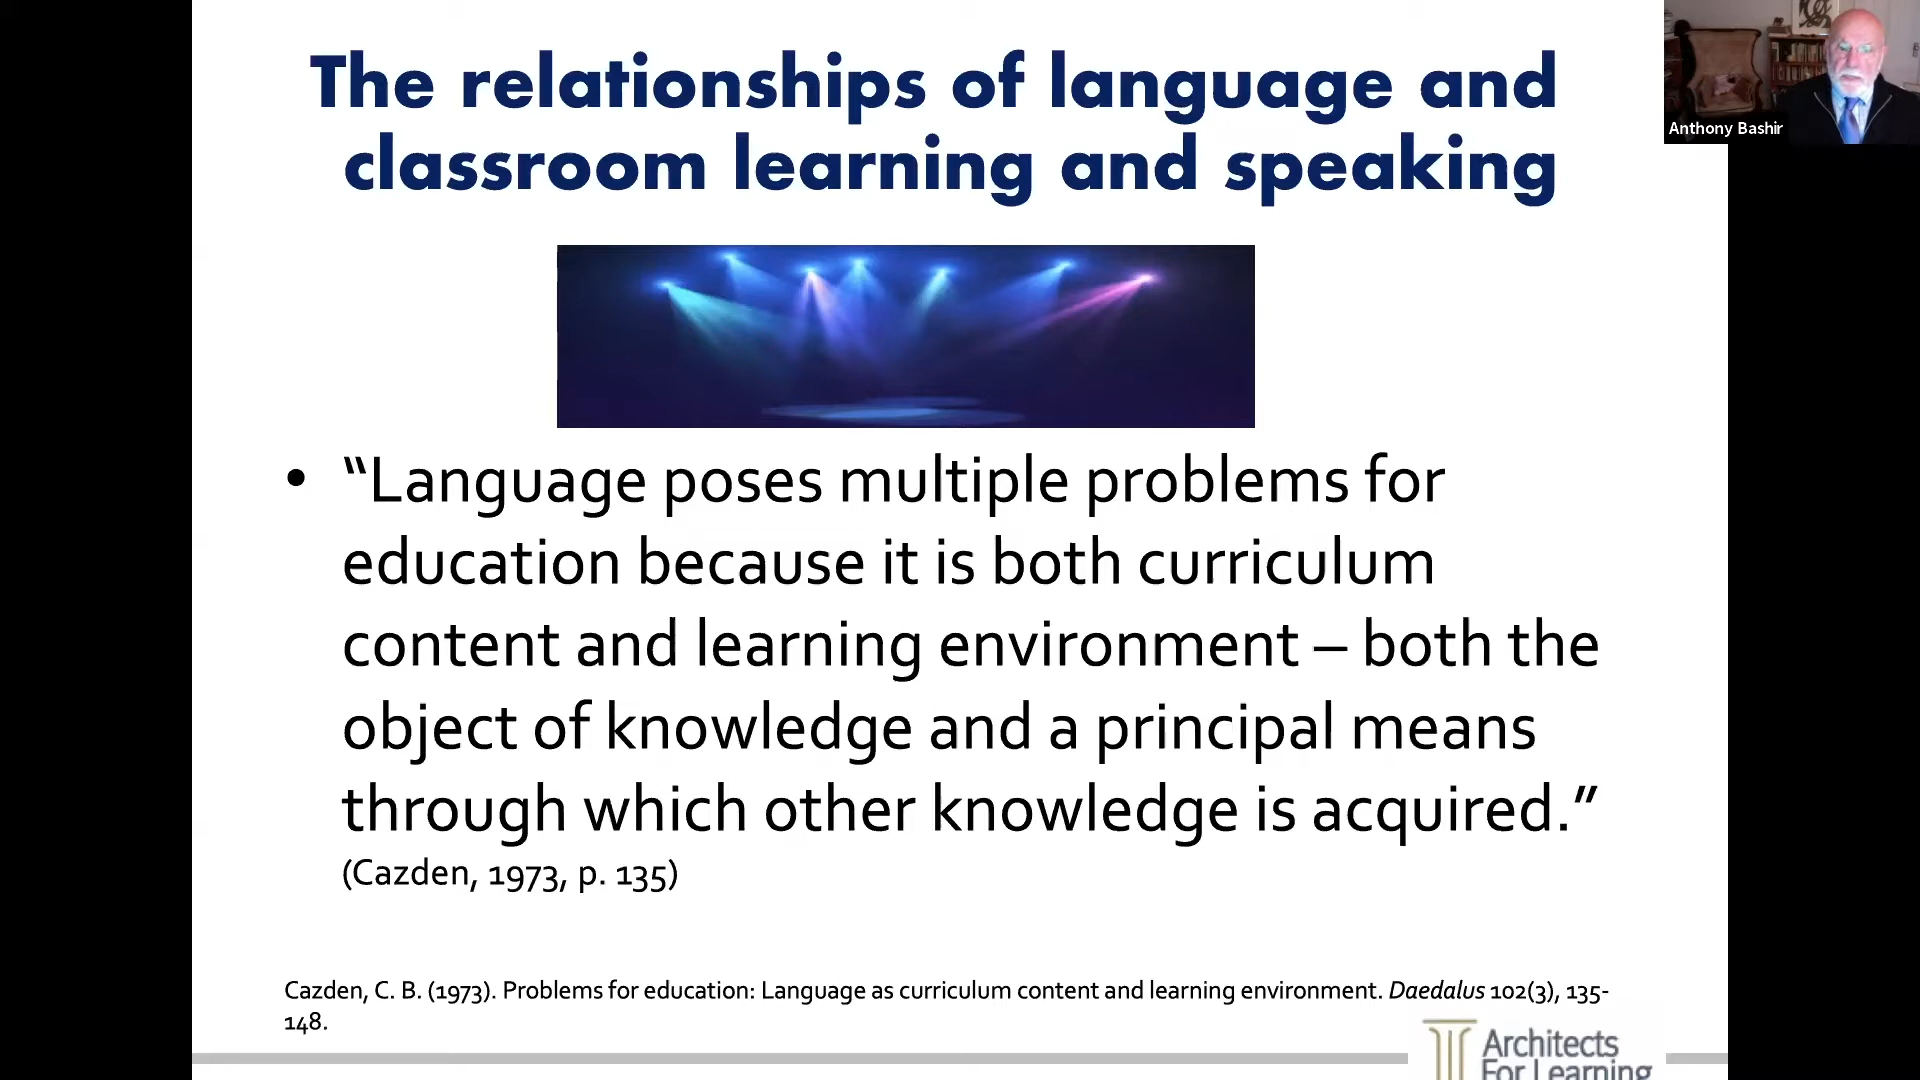 The relationships of language and
classroom learning and speaking
Anthony Bashir
• “Language poses multiple problems for
education because it is both curriculum
content and learning environment – both the
object of knowledge and a principal means
through which other knowledge is acquired.”
(Cazden, 1973, p. 135)
Cazden, C. B. (1973). Problems for education: Language as curriculum content and learning environment. Daedalus 102(3), 135-
148.
Architects
For Learning